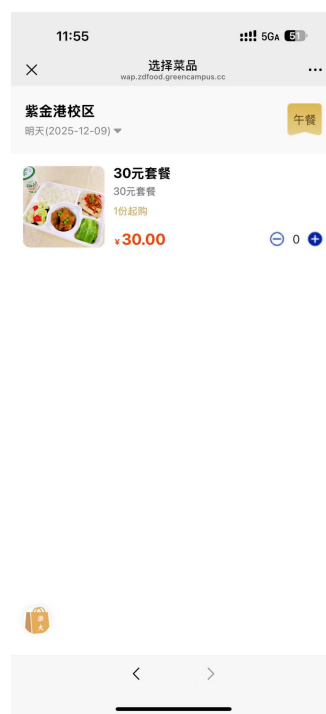 11:55
5GA
51
选择菜品
wap.zdfood.greencampus.cc
紫金港校区
明天(2025-12-09)
午餐
30元套餐
30元套餐
1份起购
¥30.00
0
浙
大